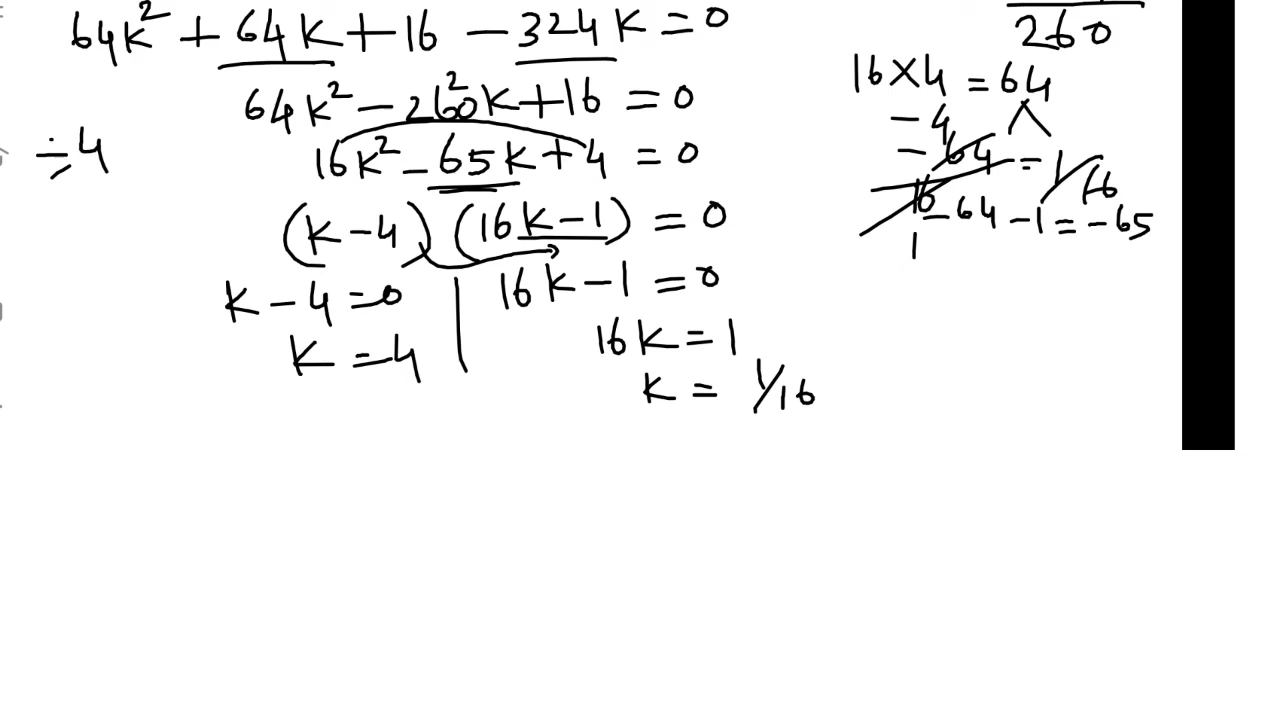 64k² + 64k + 16 - 324k = 0
64k² - 260k + 16 = 0
÷4
16k² - 65k + 4 = 0
(k - 4) (16k - 1) = 0
k - 4 = 0
k = 4
16k - 1 = 0
16k = 1
k = 1/16
260
16 × 4 = 64
- 4
- 64 = 1/16
16
- 64 - 1 = - 65
1